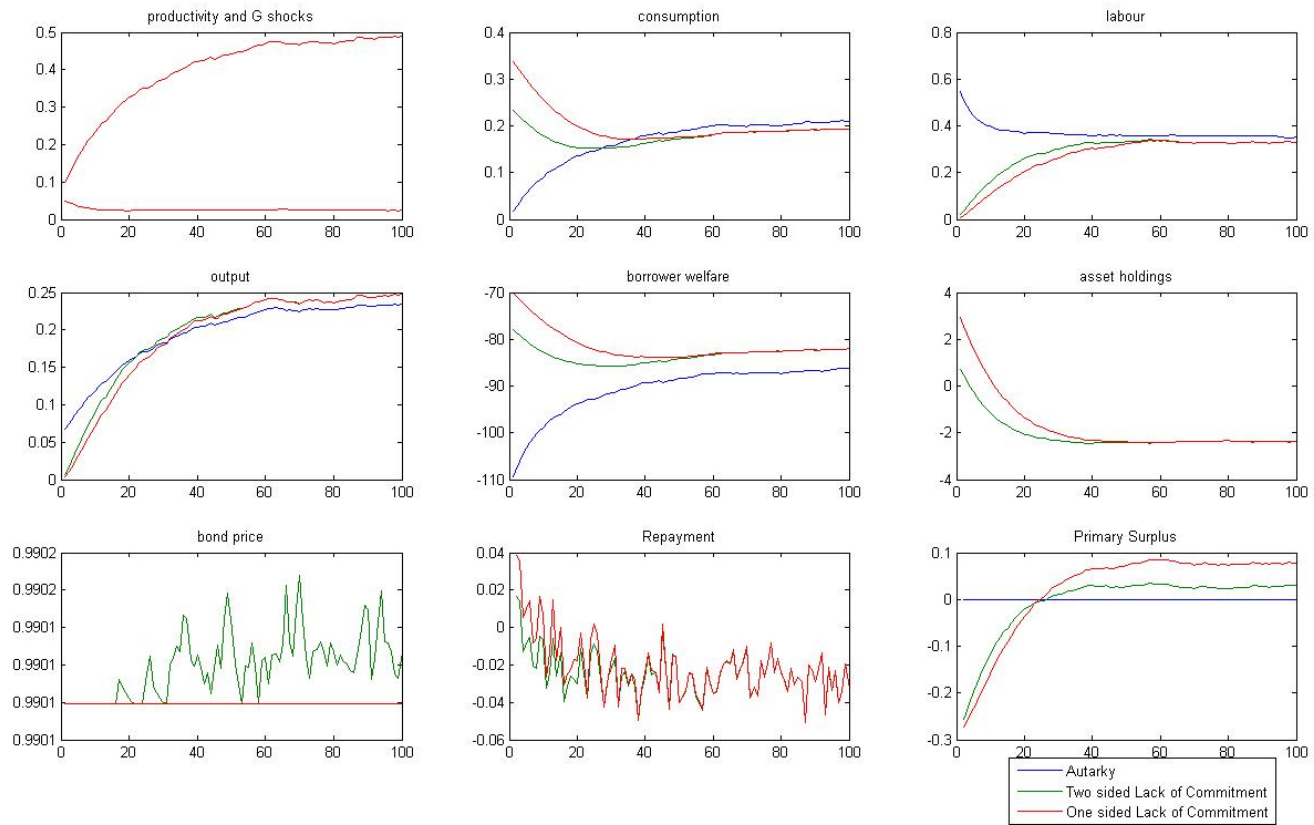 productivity and G shocks
0.5
0.4
0.3
0.2
0.1
0
0 20 40 60 80 100
consumption
0.4
0.3
0.2
0.1
0
0 20 40 60 80 100
labour
0.8
0.6
0.4
0.2
0
0 20 40 60 80 100
output
0.25
0.2
0.15
0.1
0.05
0
0 20 40 60 80 100
borrower welfare
-70
-80
-90
-100
-110
0 20 40 60 80 100
asset holdings
4
2
0
-2
-4
0 20 40 60 80 100
bond price
0.9902
0.9902
0.9901
0.9901
0.9901
0.9901
0 20 40 60 80 100
Repayment
0.04
0.02
0
-0.02
-0.04
-0.06
0 20 40 60 80 100
Primary Surplus
0.1
0
-0.1
-0.2
-0.3
0 20 40 60 80 100
Autarky
Two sided Lack of Commitment
One sided Lack of Commitment